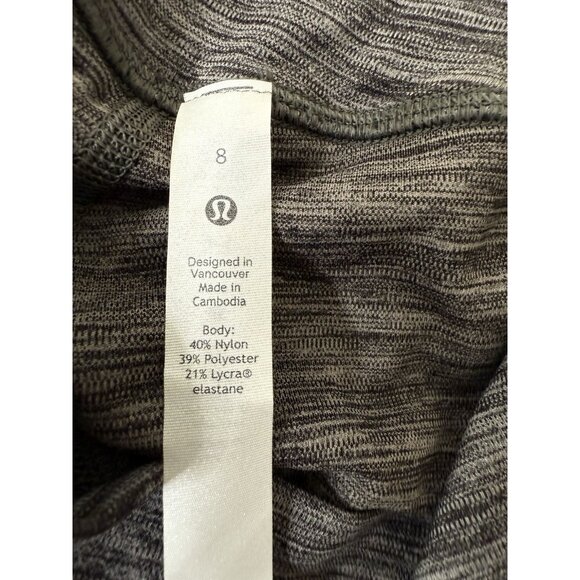 8
Designed in
Vancouver
Made in
Cambodia
Body:
40% Nylon
39% Polyester
21% Lycra®
elastane